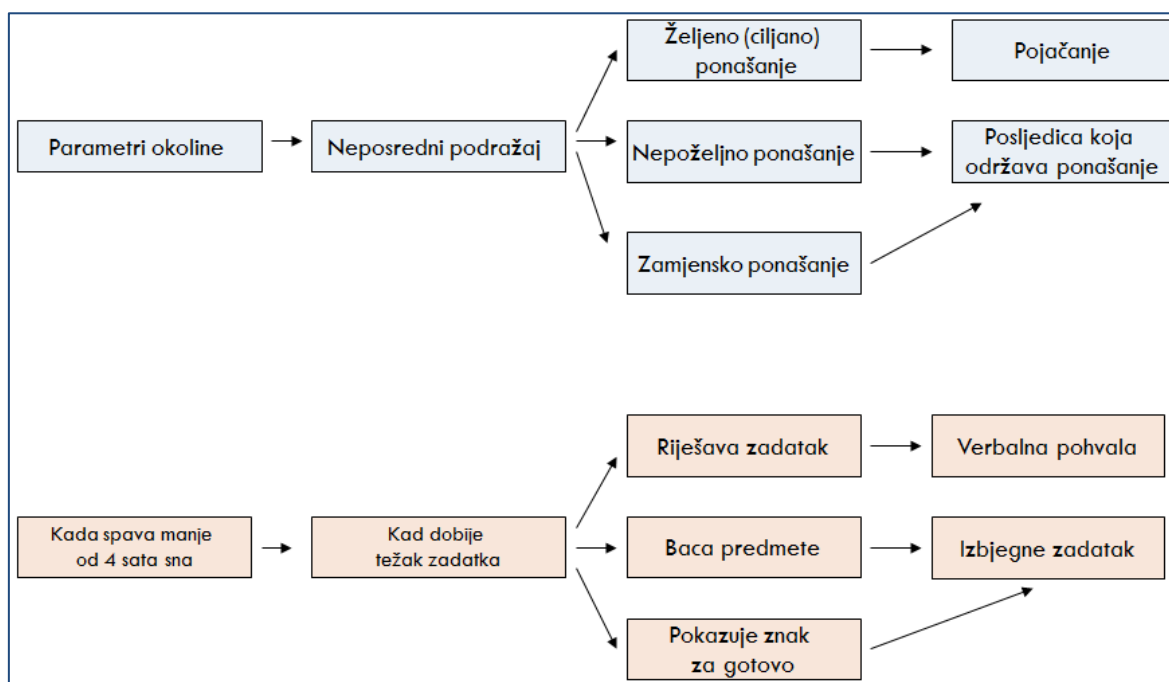 Željeno (ciljano)
ponašanje
Pojačanje
Parametri okoline
Neposredni podražaj
Nepoželjno ponašanje
Posljedica koja
održava ponašanje
Zamjensko ponašanje
Riješava zadatak
Verbalna pohvala
Kada spava manje
od 4 sata sna
Kad dobije
težak zadatka
Baca predmete
Izbjegne zadatak
Pokazuje znak
za gotovo